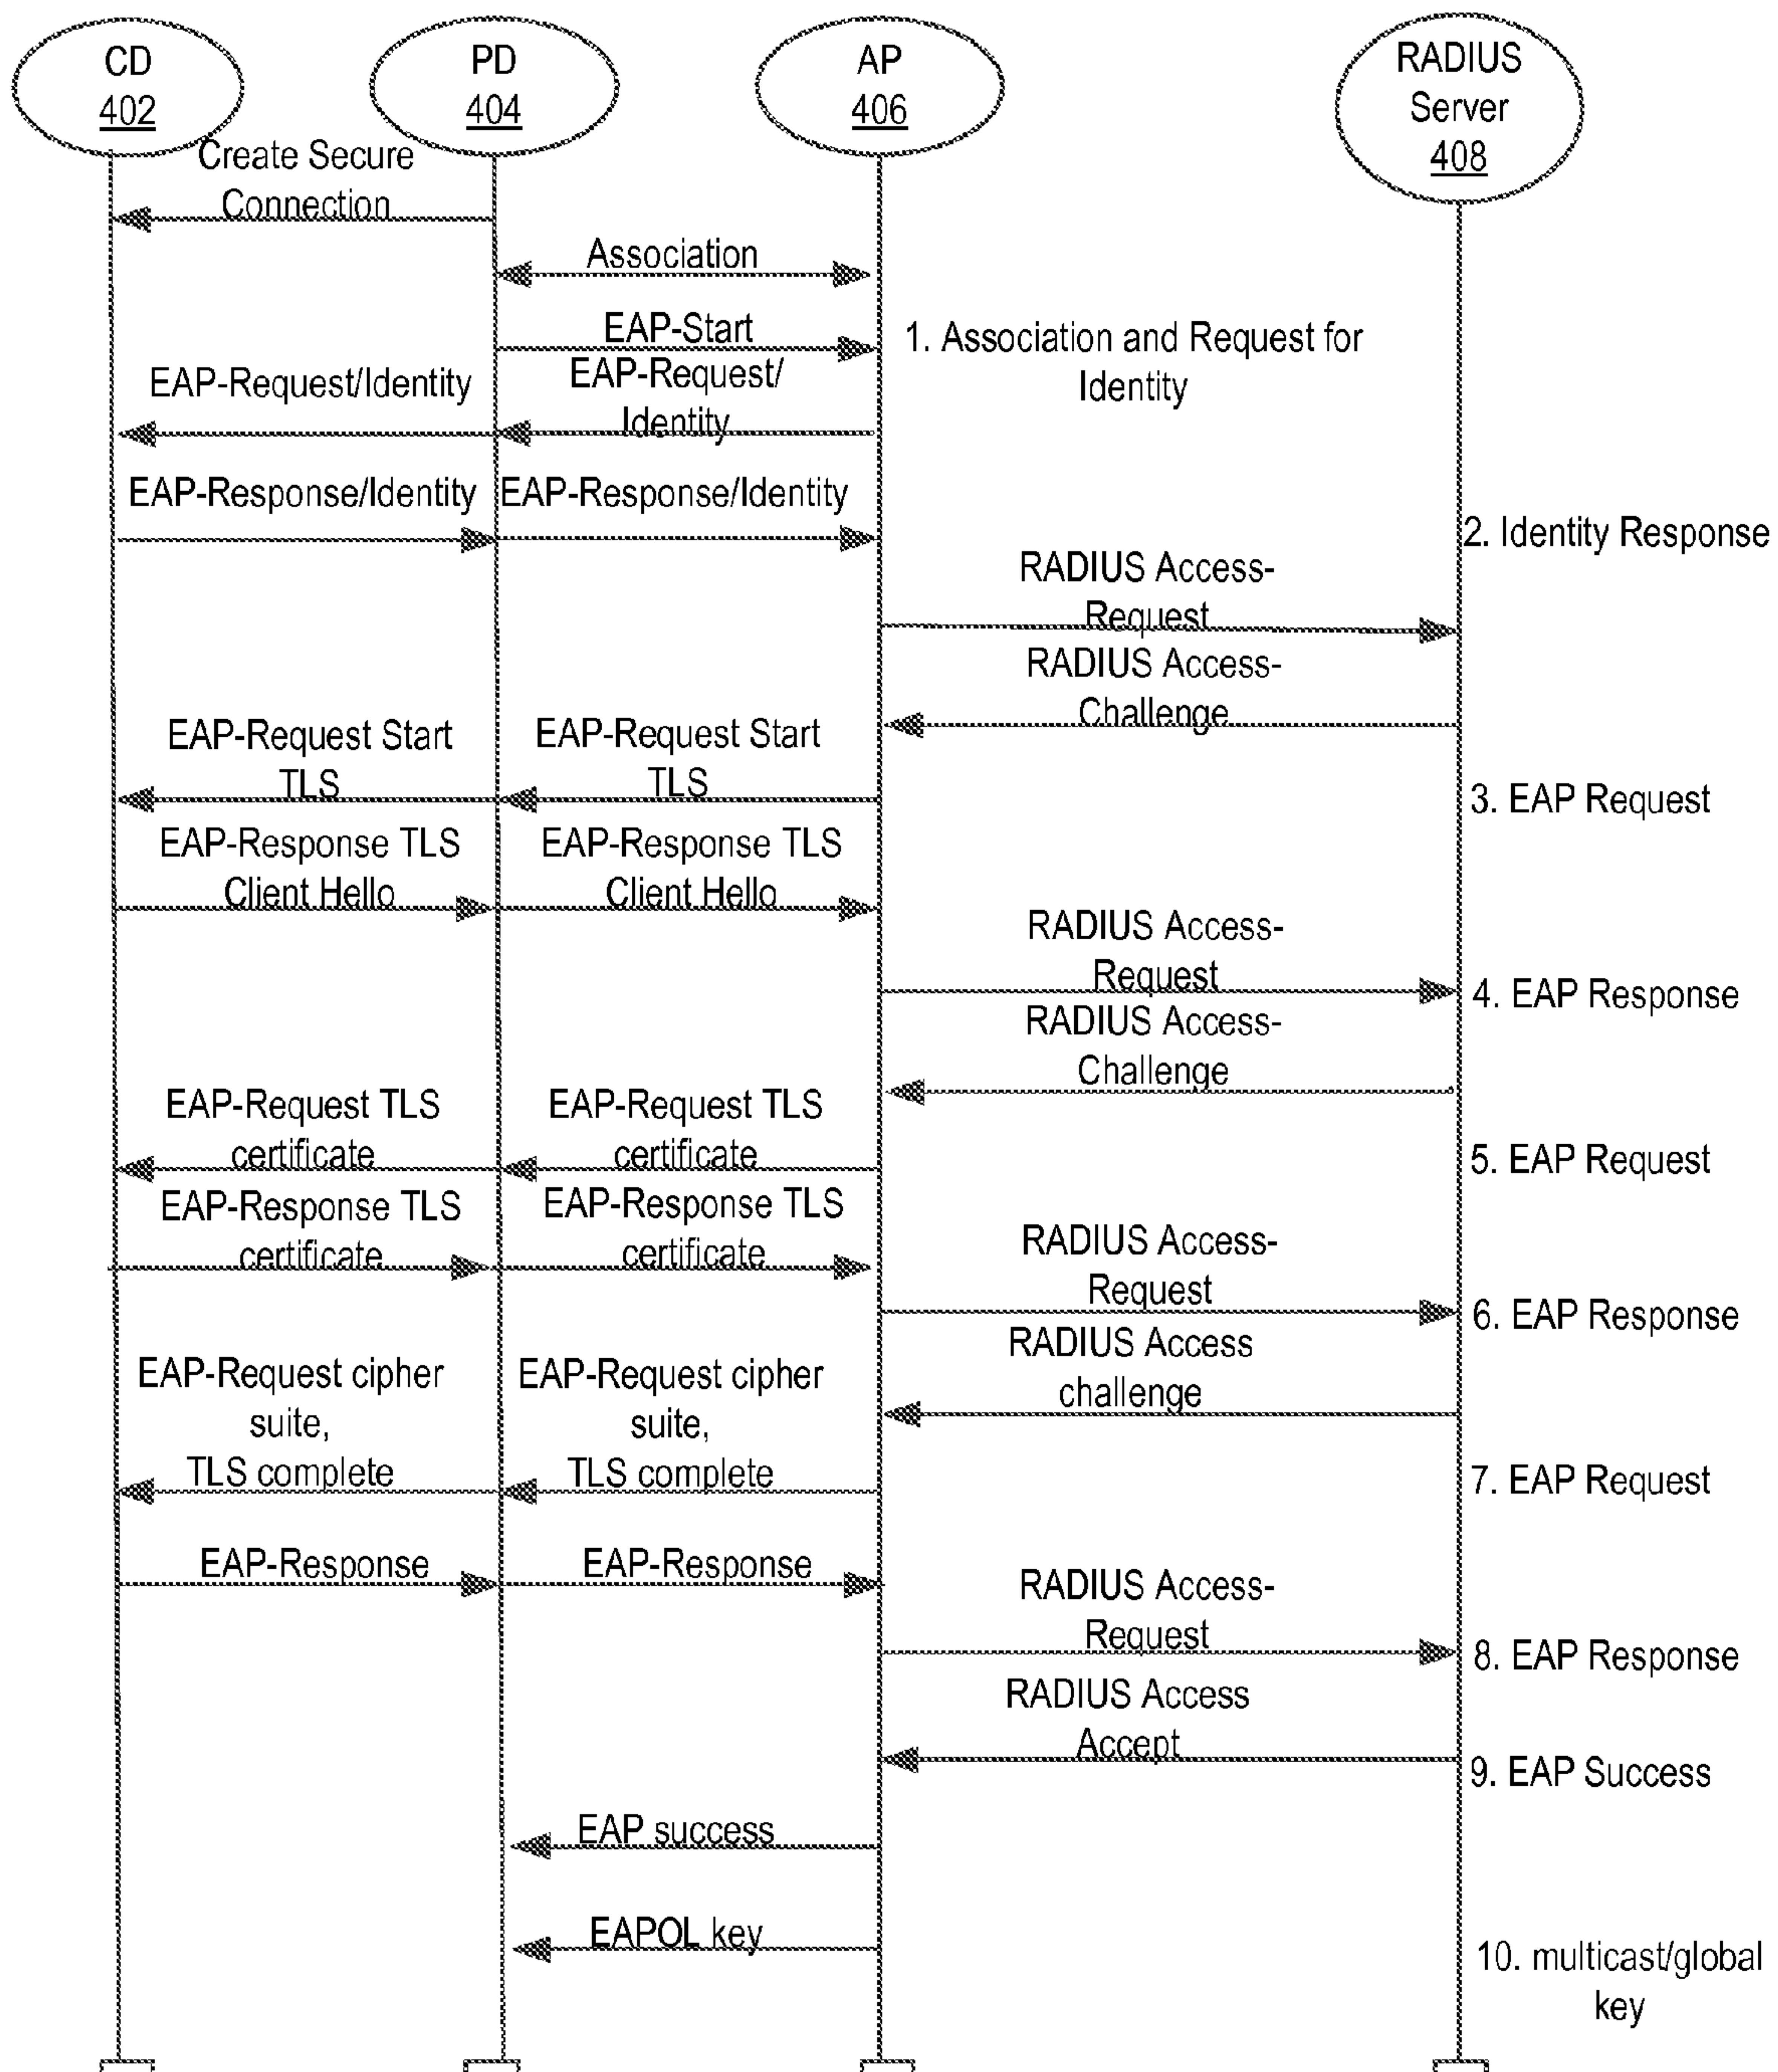 CD
402
PD
404
AP
406
RADIUS
Server
408
Create Secure
Connection
Association
EAP-Start
1. Association and Request for
Identity
EAP-Request/Identity
EAP-Request/
Identity
EAP-Response/Identity
EAP-Response/Identity
2. Identity Response
RADIUS Access-
Request
RADIUS Access-
Challenge
EAP-Request Start
TLS
EAP-Request Start
TLS
3. EAP Request
EAP-Response TLS
Client Hello
EAP-Response TLS
Client Hello
RADIUS Access-
Request
4. EAP Response
RADIUS Access-
Challenge
EAP-Request TLS
certificate
EAP-Request TLS
certificate
5. EAP Request
EAP-Response TLS
certificate
EAP-Response TLS
certificate
RADIUS Access-
Request
6. EAP Response
RADIUS Access
challenge
EAP-Request cipher
suite,
TLS complete
EAP-Request cipher
suite,
TLS complete
7. EAP Request
EAP-Response
EAP-Response
RADIUS Access-
Request
8. EAP Response
RADIUS Access
Accept
9. EAP Success
EAP success
EAPOL key
10. multicast/global
key